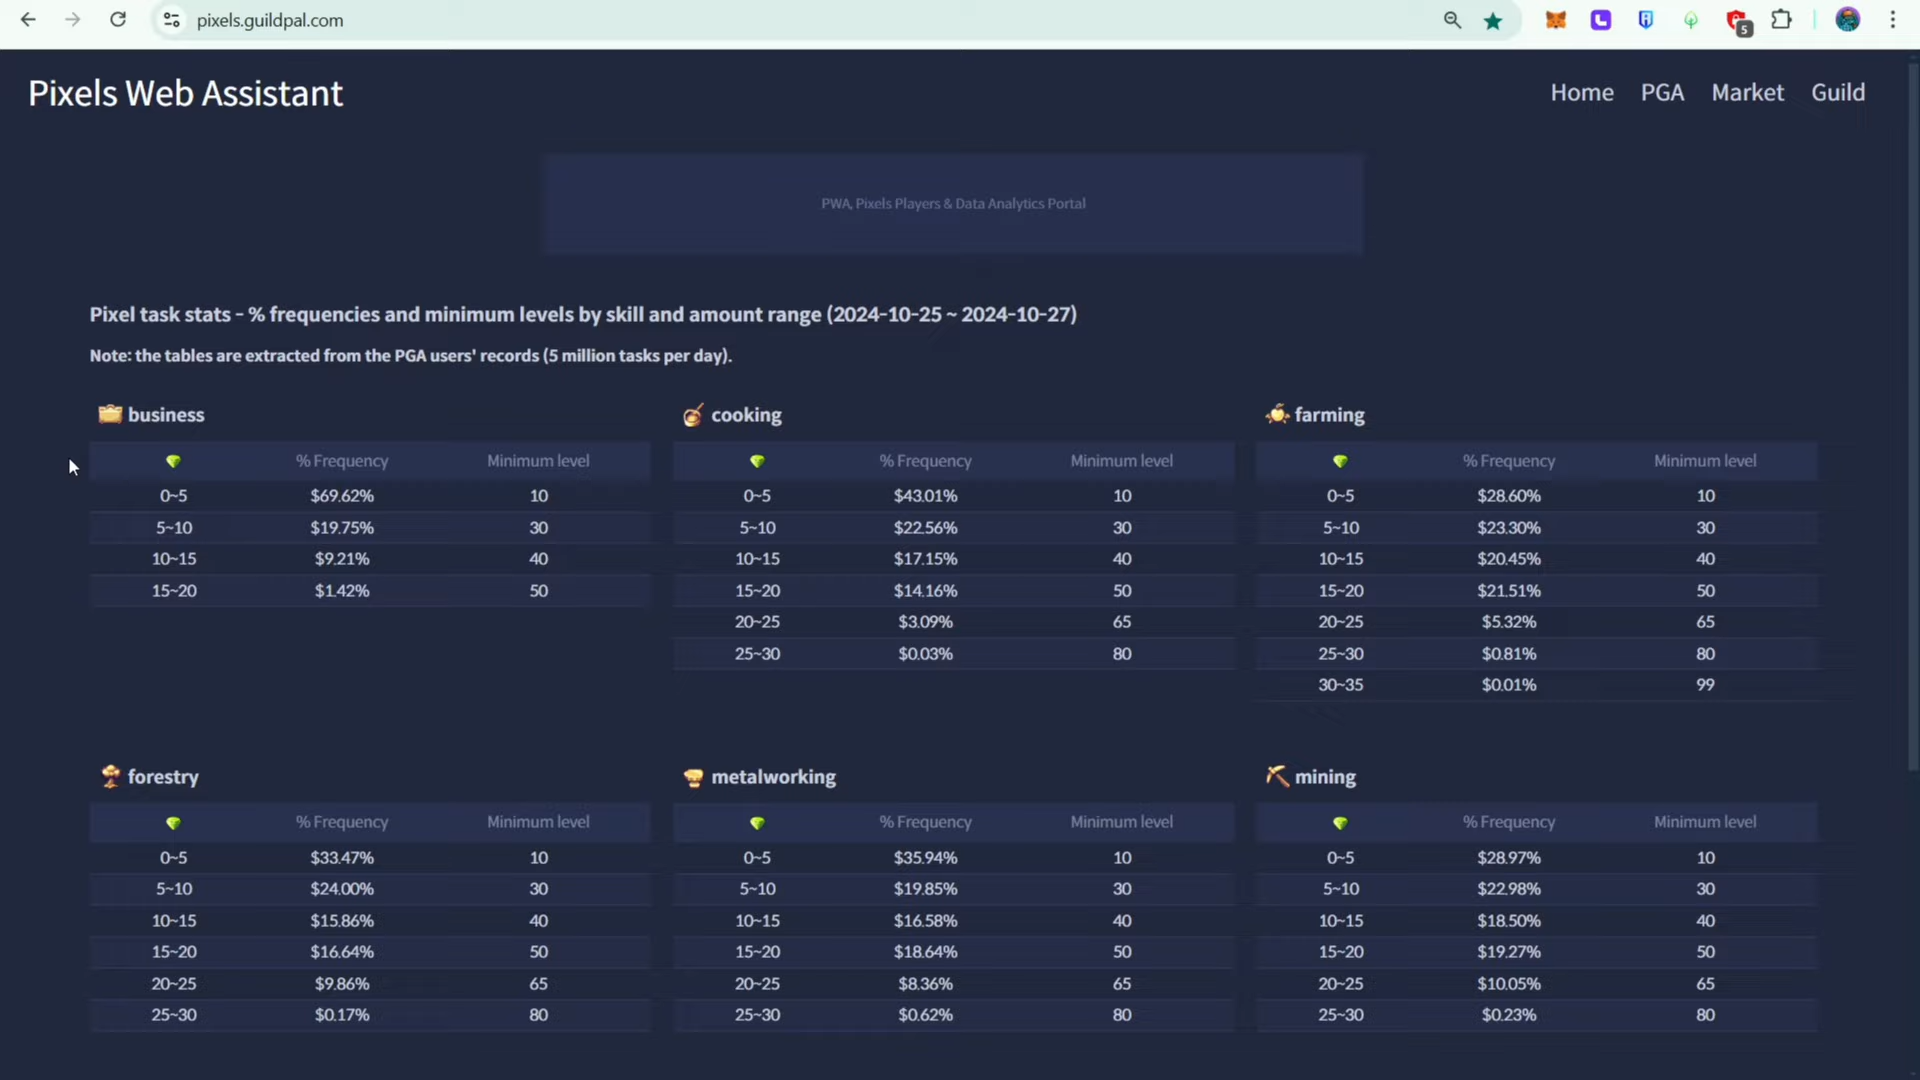 pixels.guildpal.com
5
Pixels Web Assistant
Home PGA Market Guild
PWA, Pixels Players & Data Analytics Portal
Pixel task stats - % frequencies and minimum levels by skill and amount range (2024-10-25 ~ 2024-10-27)
Note: the tables are extracted from the PGA users' records (5 million tasks per day).
business
% Frequency Minimum level
0~5 $69.62% 10
5~10 $19.75% 30
10~15 $9.21% 40
15~20 $1.42% 50
cooking
% Frequency Minimum level
0~5 $43.01% 10
5~10 $22.56% 30
10~15 $17.15% 40
15~20 $14.16% 50
20~25 $3.09% 65
25~30 $0.03% 80
farming
% Frequency Minimum level
0~5 $28.60% 10
5~10 $23.30% 30
10~15 $20.45% 40
15~20 $21.51% 50
20~25 $5.32% 65
25~30 $0.81% 80
30~35 $0.01% 99
forestry
% Frequency Minimum level
0~5 $33.47% 10
5~10 $24.00% 30
10~15 $15.86% 40
15~20 $16.64% 50
20~25 $9.86% 65
25~30 $0.17% 80
metalworking
% Frequency Minimum level
0~5 $35.94% 10
5~10 $19.85% 30
10~15 $16.58% 40
15~20 $18.64% 50
20~25 $8.36% 65
25~30 $0.62% 80
mining
% Frequency Minimum level
0~5 $28.97% 10
5~10 $22.98% 30
10~15 $18.50% 40
15~20 $19.27% 50
20~25 $10.05% 65
25~30 $0.23% 80